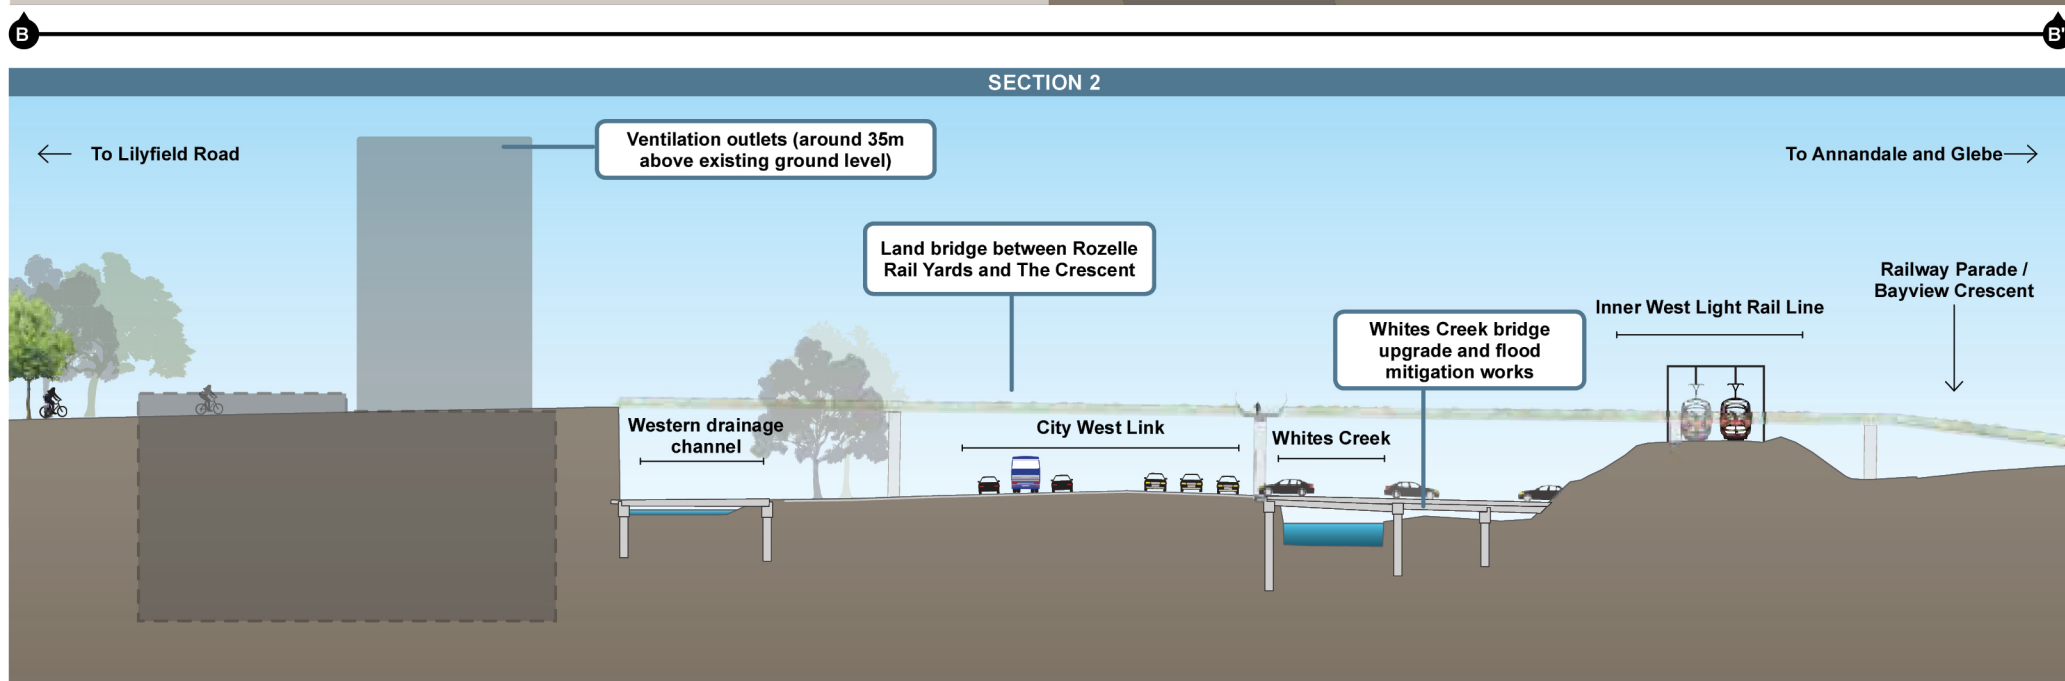 B
B'
SECTION 2
To Lilyfield Road
Ventilation outlets (around 35m
above existing ground level)
To Annandale and Glebe
Land bridge between Rozelle
Rail Yards and The Crescent
Railway Parade /
Bayview Crescent
Inner West Light Rail Line
Whites Creek bridge
upgrade and flood
mitigation works
Western drainage
channel
City West Link
Whites Creek